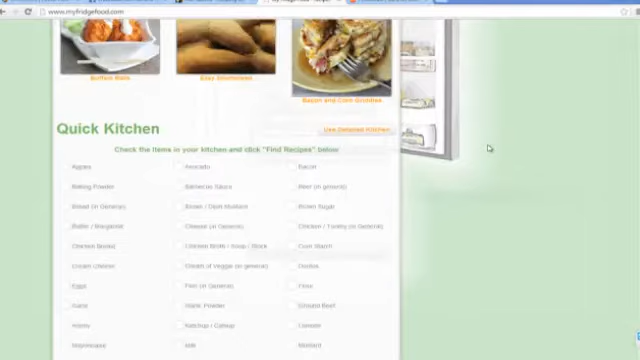 www.myfridgefood.com
Buffalo Rolls
Easy Shortbread
Bacon and Corn Griddles
Quick Kitchen
Use Detailed Kitchen
Check the items in your kitchen and click "Find Recipes" below
Apples Avocado Bacon
Baking Powder Barbecue Sauce Beef (in general)
Bread (in General) Brown / Dijon Mustard Brown Sugar
Butter / Margarine Cheese (in General) Chicken / Turkey (in General)
Chicken Breast Chicken Broth / Soup / Stock Corn Starch
Cream Cheese Cream of Veggie (in general) Doritos
Eggs Fish (in General) Flour
Garlic Garlic Powder Ground Beef
Honey Ketchup / Catsup Lemons
Mayonnaise Milk Mustard